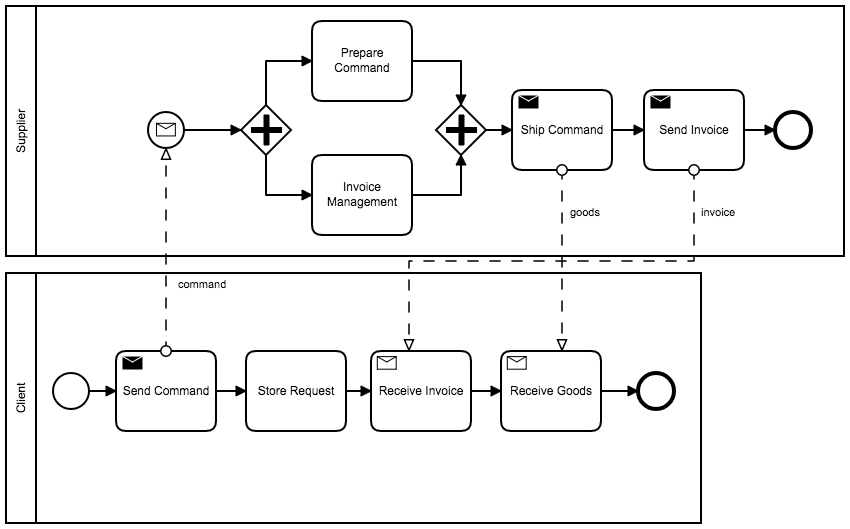 Supplier
Prepare
Command
Invoice
Management
Ship Command
Send Invoice
goods
invoice
command
Client
Send Command
Store Request
Receive Invoice
Receive Goods